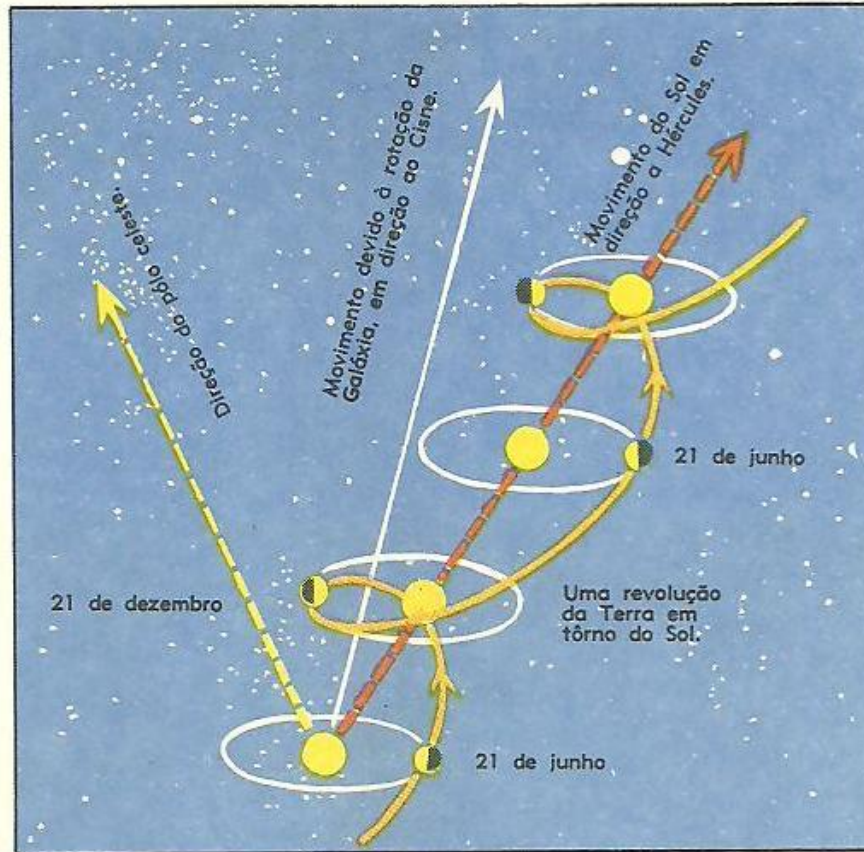 Direção do pólo celeste.
Movimento devido à rotação da
Galáxia, em direção ao Cisne.
Movimento do Sol em
direção a Hércules.
21 de junho
21 de dezembro
Uma revolução
da Terra em
tôrno do Sol.
21 de junho